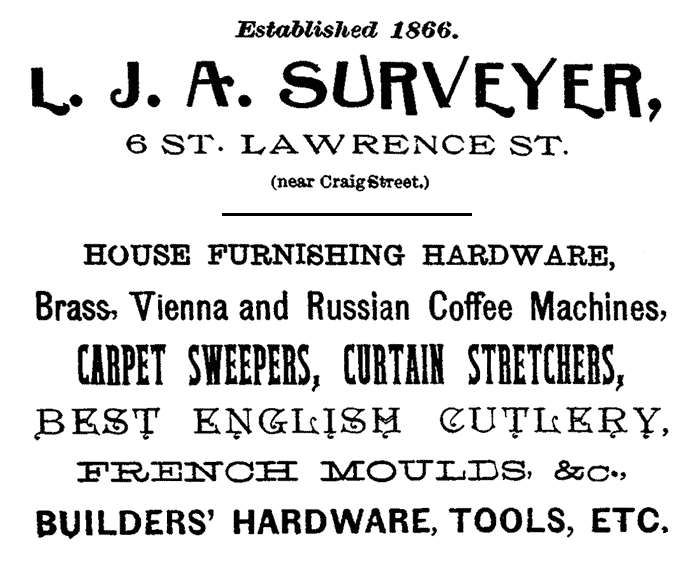 Established 1866.
L. J. A. SURVEYER,
6 ST. LAWRENCE ST.
(near Craig Street.)
HOUSE FURNISHING HARDWARE,
Brass, Vienna and Russian Coffee Machines,
CARPET SWEEPERS, CURTAIN STRETCHERS,
BEST ENGLISH CUTLERY,
FRENCH MOULDS, &c.,
BUILDERS' HARDWARE, TOOLS, ETC.